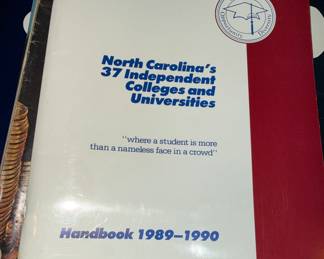 North Carolina's
37 Independent
Colleges and
Universities
"where a student is more
than a nameless face in a crowd"
Handbook 1989–1990